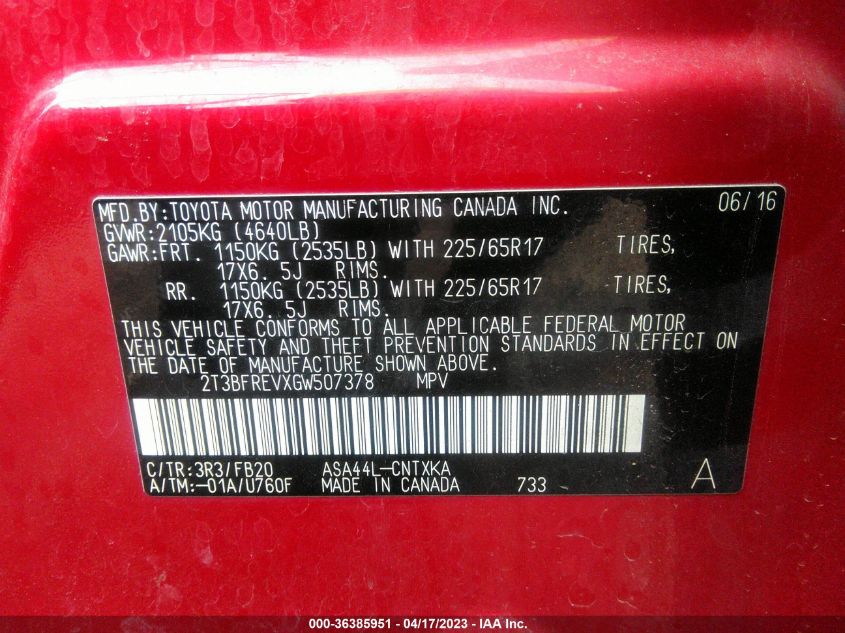 MFD.BY:TOYOTA MOTOR MANUFACTURING CANADA INC. 06/16
GVWR:2105KG (4640LB)
GAWR:FRT. 1150KG (2535LB) WITH 225/65R17 TIRES,
17X6.5J RIMS.
RR. 1150KG (2535LB) WITH 225/65R17 TIRES,
17X6.5J RIMS.
THIS VEHICLE CONFORMS TO ALL APPLICABLE FEDERAL MOTOR
VEHICLE SAFETY AND THEFT PREVENTION STANDARDS IN EFFECT ON
THE DATE OF MANUFACTURE SHOWN ABOVE.
2T3BFREVXGW507378 MPV
C/TR:3R3/FB20 ASA44L-CNTXKA
A/TM:-01A/U760F MADE IN CANADA 733 A
000-36385951 - 04/17/2023 - IAA Inc.